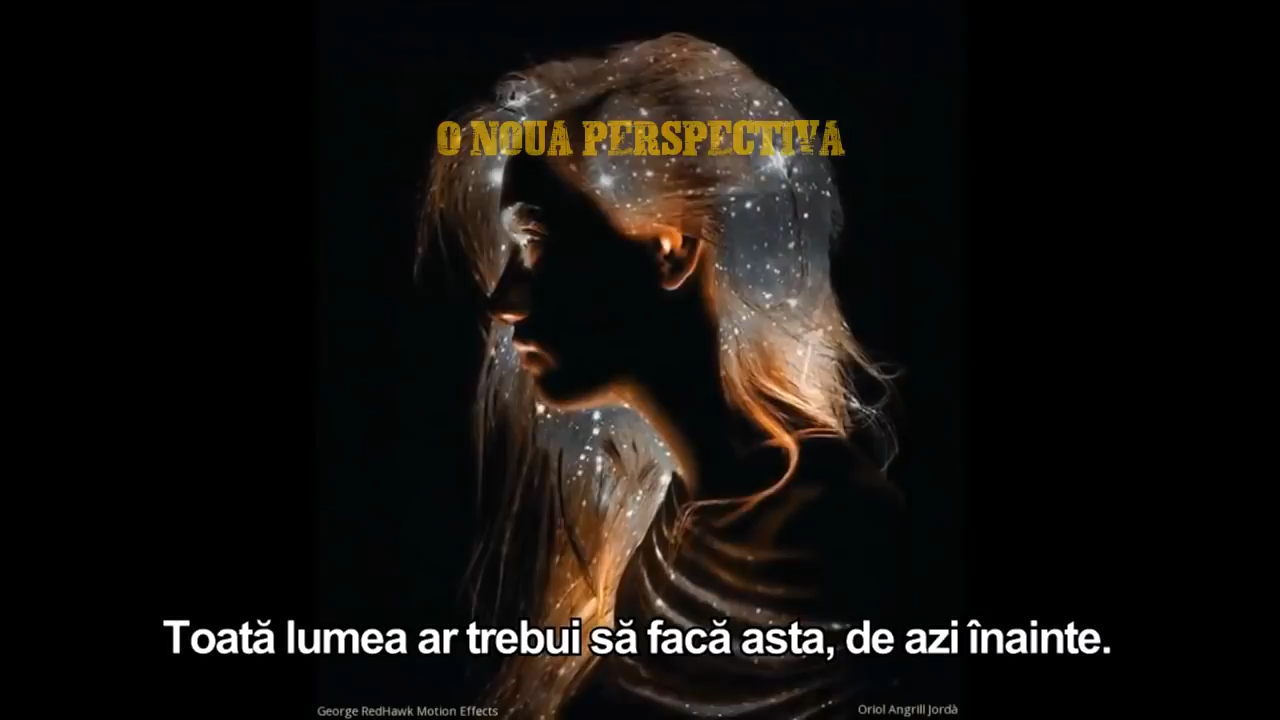 O NOUA PERSPECTIVA
Toată lumea ar trebui să facă asta, de azi înainte.
George RedHawk Motion Effects
Oriol Angrill Jordà